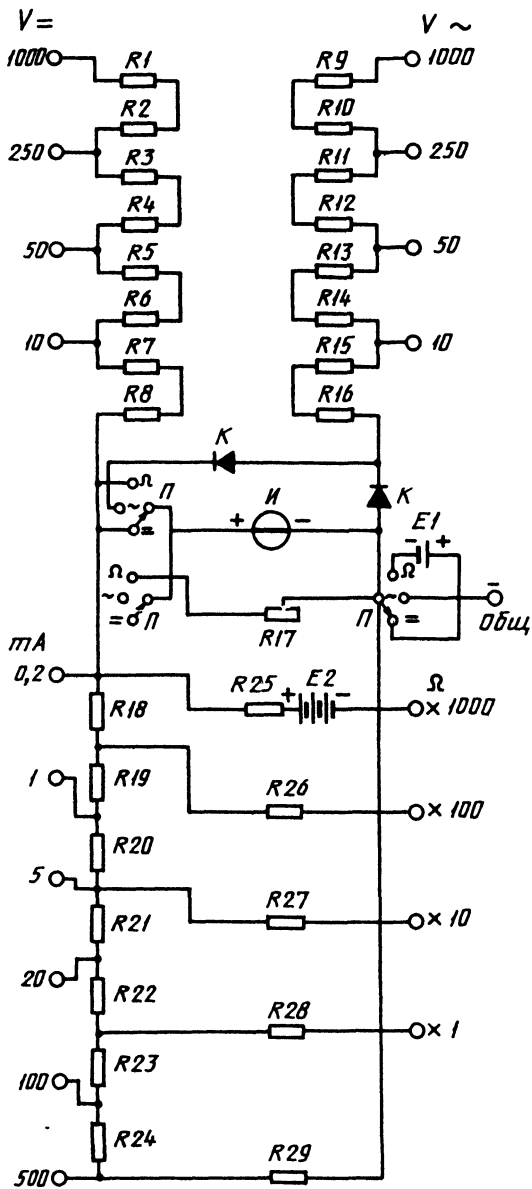 V = V ~
1000 R1 R9 1000
R2 R10
250 R3 R11 250
R4 R12
50 R5 R13 50
R6 R14
10 R7 R15 10
R8 R16
К
Ω П И К
~ + - E1
= - +
Ω Ω
~ П ~ -
= R17 П = Общ
mA
0,2 R25 + E2 - Ω
R18 × 1000
1 R19 R26 × 100
R20
5 R27 × 10
R21
20 R22 R28 × 1
R23
100
R24 R29
500